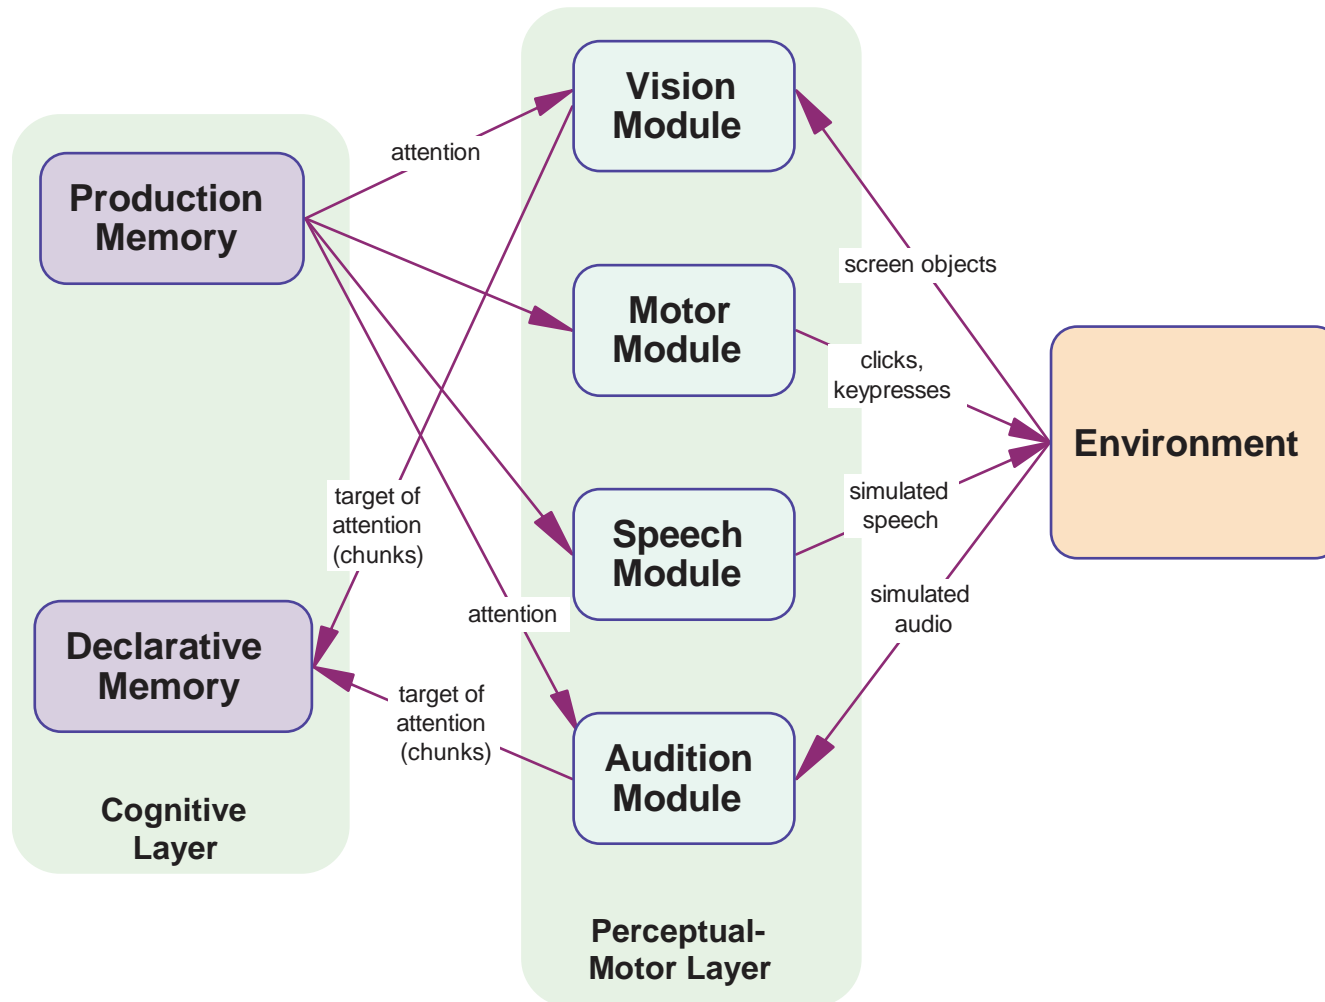 Production
Memory
Declarative
Memory
Cognitive
Layer
attention
target of
attention
(chunks)
attention
target of
attention
(chunks)
Vision
Module
Motor
Module
Speech
Module
Audition
Module
Perceptual-
Motor Layer
screen objects
clicks,
keypresses
simulated
speech
simulated
audio
Environment